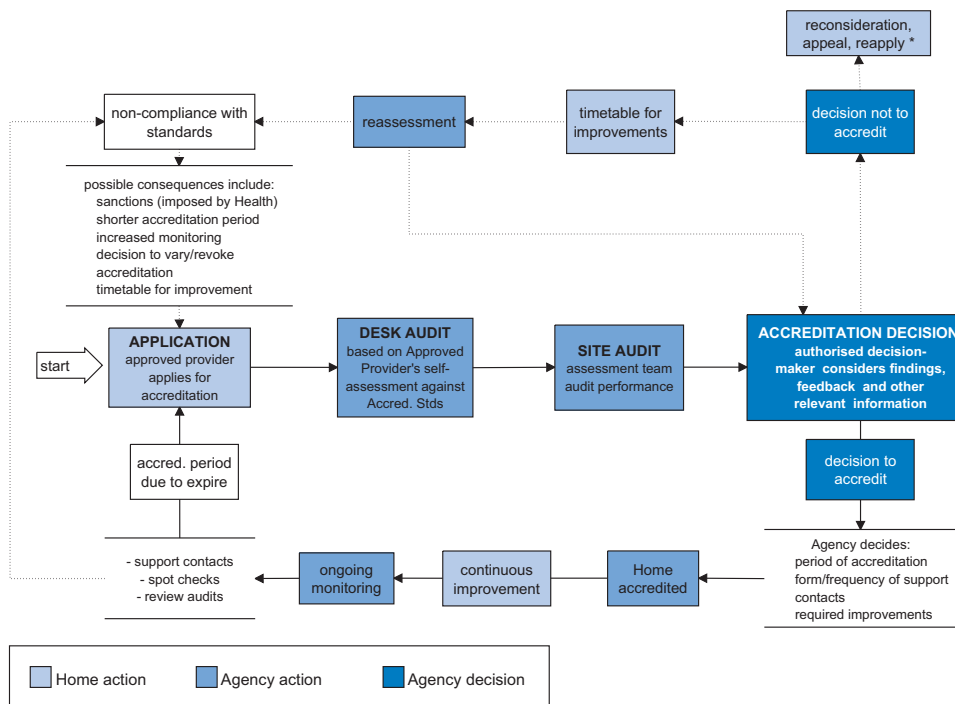 reconsideration,
appeal, reapply *
non-compliance with
standards
reassessment
timetable for
improvements
decision not to
accredit
possible consequences include:
sanctions (imposed by Health)
shorter accreditation period
increased monitoring
decision to vary/revoke
accreditation
timetable for improvement
start
APPLICATION
approved provider
applies for
accreditation
DESK AUDIT
based on Approved
Provider's self-
assessment against
Accred. Stds
SITE AUDIT
assessment team
audit performance
ACCREDITATION DECISION
authorised decision-
maker considers findings,
feedback and other
relevant information
accred. period
due to expire
decision to
accredit
- support contacts
- spot checks
- review audits
ongoing
monitoring
continuous
improvement
Home
accredited
Agency decides:
period of accreditation
form/frequency of support
contacts
required improvements
Home action
Agency action
Agency decision